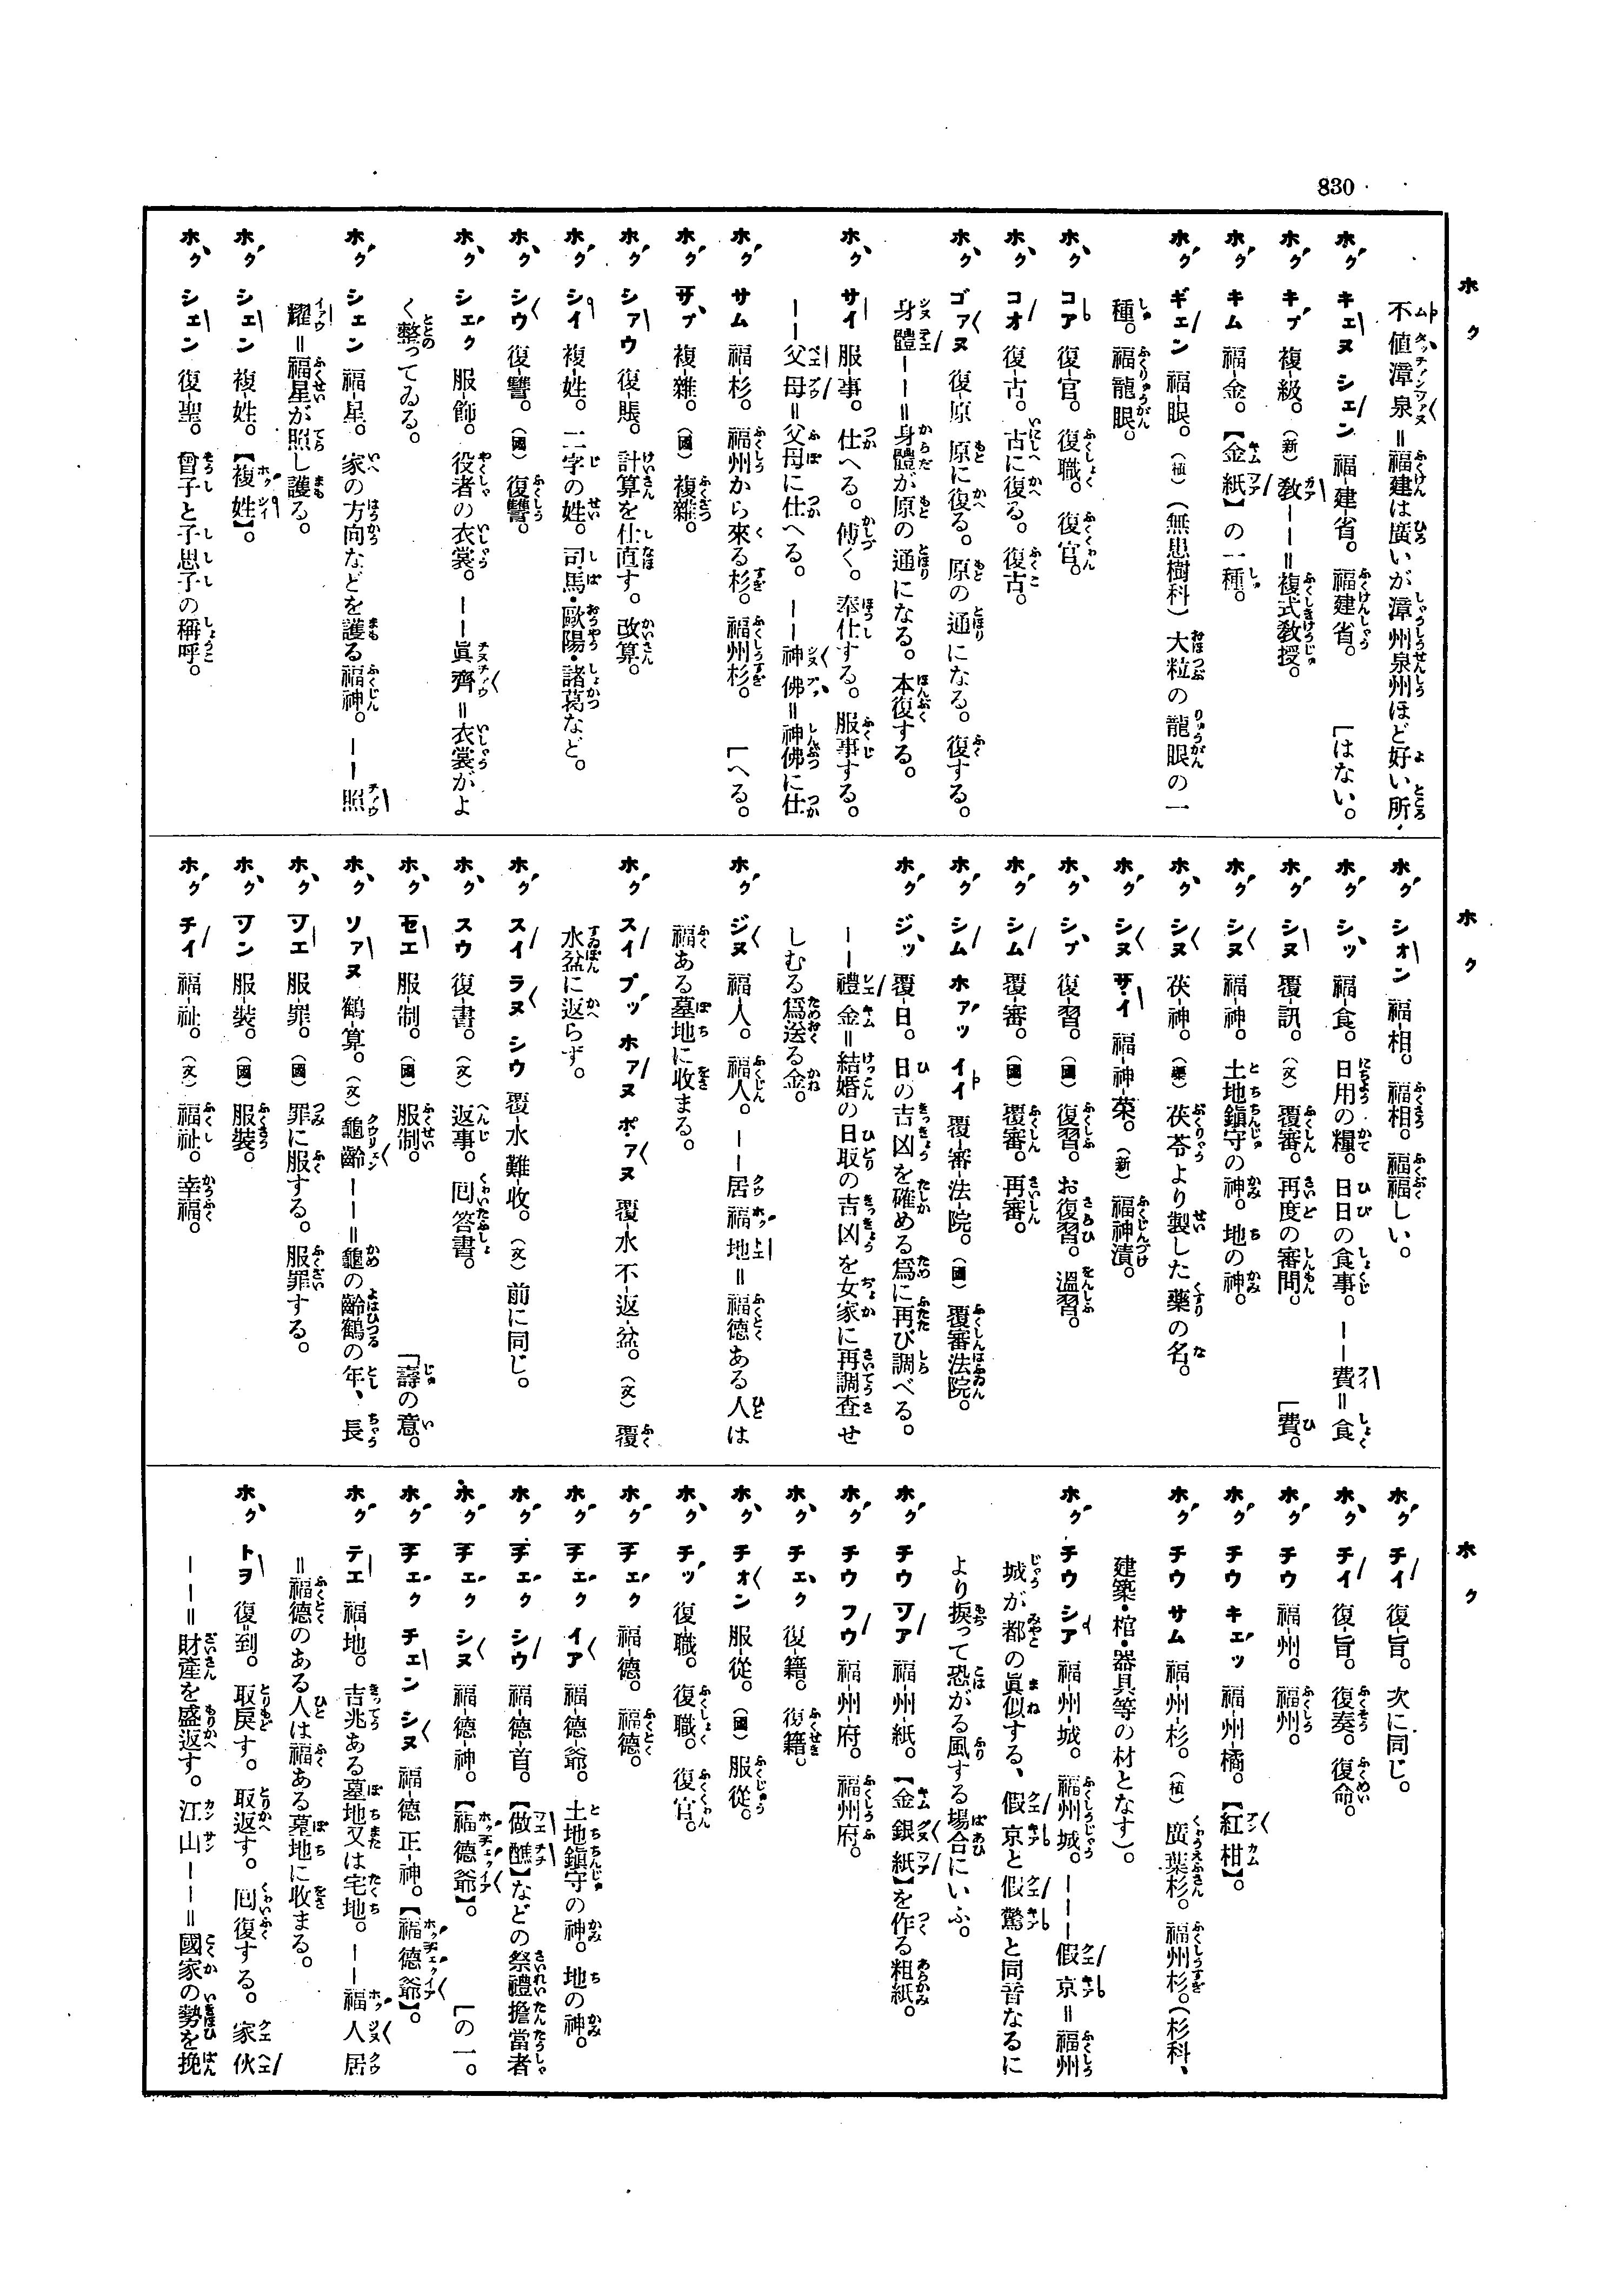 830
ホク
不値漳泉＝福建は廣いが漳州泉州ほど好い所
ホク キェヌ シェン 福-建-省。 福建省。 ［はない。
ホク キプ 複-級。（新） 敎——＝複式敎授。
ホク キム 福-金。【金紙】の一種。
ホク ギェン 福-眼。（植）（無患樹科）大粒の龍眼の一
種。福龍眼。
ホク コア 復-官。復職。復官。
ホク コオ 復-古。古に復る。復古。
ホク ゴァヌ 復-原 原に復る。原の通になる。復する。
身體——＝身體が原の通になる。本復する。
ホク サイ 服-事。仕へる。傅く。奉仕する。服事する。
——父母＝父母に仕へる。——神佛＝神佛に仕
ホク サム 福-杉。福州から來る杉。福州杉。 ［へる。
ホク サプ 複-雜。（國）複雜。
ホク シアウ 復-賬。計算を仕直す。改算。
ホク シイ 複-姓。二字の姓。司馬・歐陽・諸葛など。
ホク シウ 復-讐。（國）復讐。
ホク シェク 服-飾。役者の衣裳。——眞齊＝衣裳がよ
く整ってゐる。
ホク シェン 福-星。家の方向などを護る福神。——照
耀＝福星が照し護る。
ホク シェン 複-姓。【複姓】。
ホク シェン 復-聖。曾子と子思子の稱呼。
ホク
ホク シオン 福-相。福相。福福しい。
ホク シッ 福-食。日用の糧。日日の食事。——費＝食
ホク シヌ 覆-訊。（文）覆審。再度の審問。 ［費。
ホク シヌ 福-神。土地鎭守の神。地の神。
ホク シヌ 茯-神。（藥）茯苓より製した藥の名。
ホク シヌ サイ 福-神-菜。（新）福神漬。
ホク シプ 復-習。（國）復習。お復習。溫習。
ホク シム 覆-審。（國）覆審。再審。
ホク シム ホァッ イイ 覆-審-法-院。（國）覆審法院。
ホク ジッ 覆-日。日の吉凶を確める爲に再び調べる。
——禮金＝結婚の日取の吉凶を女家に再調査せ
しむる爲送る金。
ホク ジヌ 福-人。福人。——居福地＝福德ある人は
福ある墓地に收まる。
ホク スイ プッ ホァヌ ポァヌ 覆-水不-返-盆。（文）覆
水盆に返らず。
ホク スイ ラヌ シウ 覆-水難-收。（文）前に同じ。
ホク スウ 復-書。（文）返事。囘答書。
ホク セエ 服-制。（國）服制。 ［壽の意。
ホク ソァヌ 鶴-算。（文）龜齡——＝龜の齡鶴の年、長
ホク ソエ 服-罪。（國）罪に服する。服罪する。
ホク ソン 服-裝。（國）服裝。
ホク チイ 福-祉。（文）福祉。幸福。
ホク
ホク チイ 復-旨。次に同じ。
ホク チイ 復-旨。復奏。復命。
ホク チウ 福-州。福州。
ホク チウ キェッ 福-州-橘。【紅柑】。
ホク チウ サム 福-州-杉。（植）廣葉杉。福州杉。（杉科、
建築・棺・器具等の材となす）。
ホク チウ シア 福-州-城。福州城。———假京＝福州
城が都の眞似する、假京と假驚と同音なるに
より捩って恐がる風する場合にいふ。
ホク チウ ソア 福-州-紙。【金銀紙】を作る粗紙。
ホク チウ フウ 福-州-府。福州府。
ホク チェク 復-籍。復籍。
ホク チォン 服-從。（國）服從。
ホク チッ 復-職。復職。復官。
ホク チェク 福-德。福德。
ホク チェク イア 福-德-爺。土地鎭守の神。地の神。
ホク チェク シウ 福-德-首。【做醮】などの祭禮擔當者
ホク チェク シヌ 福-德-神。【福德爺】。 ［の一。
ホク チェク チェン シヌ 福-德正-神。【福德爺】。
ホク テエ 福-地。吉兆ある墓地又は宅地。——福人居
＝福德のある人は福ある墓地に收まる。
ホク トヲ 復=到。取戾す。取返す。囘復する。家伙
——＝財產を盛返す。江山——＝國家の勢を挽